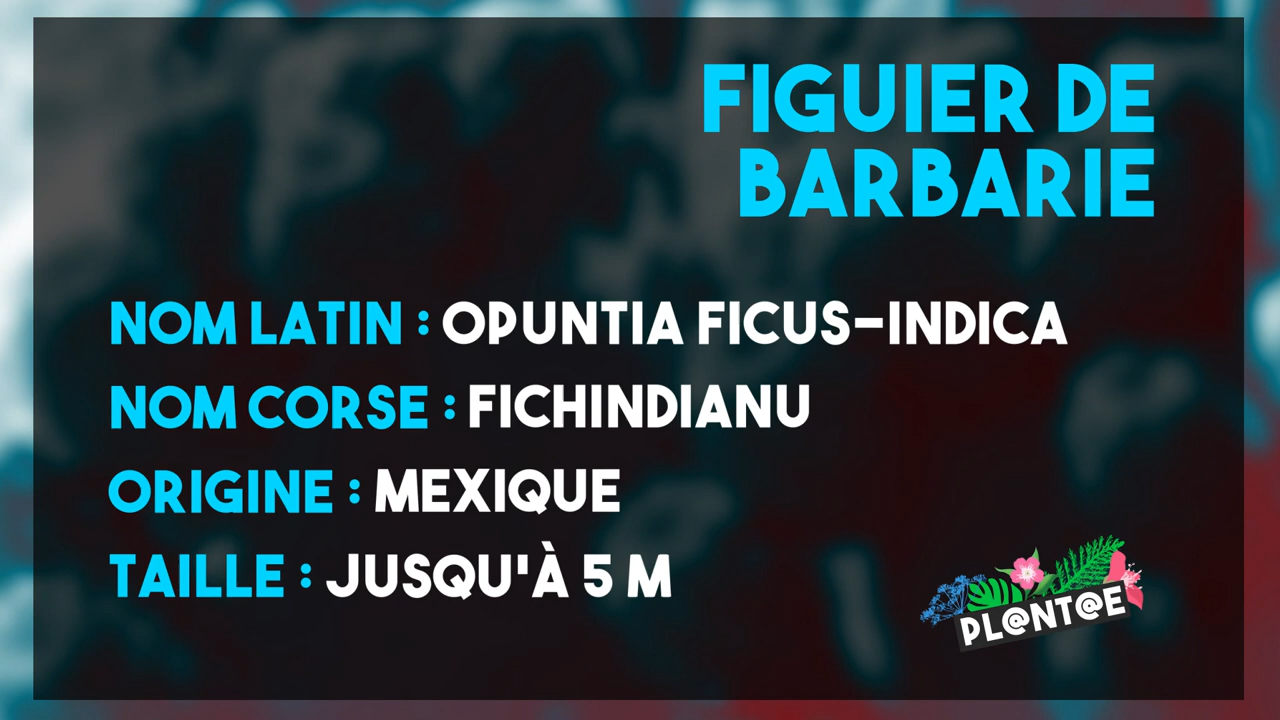 FIGUIER DE
BARBARIE
NOM LATIN : OPUNTIA FICUS-INDICA
NOM CORSE : FICHINDIANU
ORIGINE : MEXIQUE
TAILLE : JUSQU'À 5 M
PL@NT@E